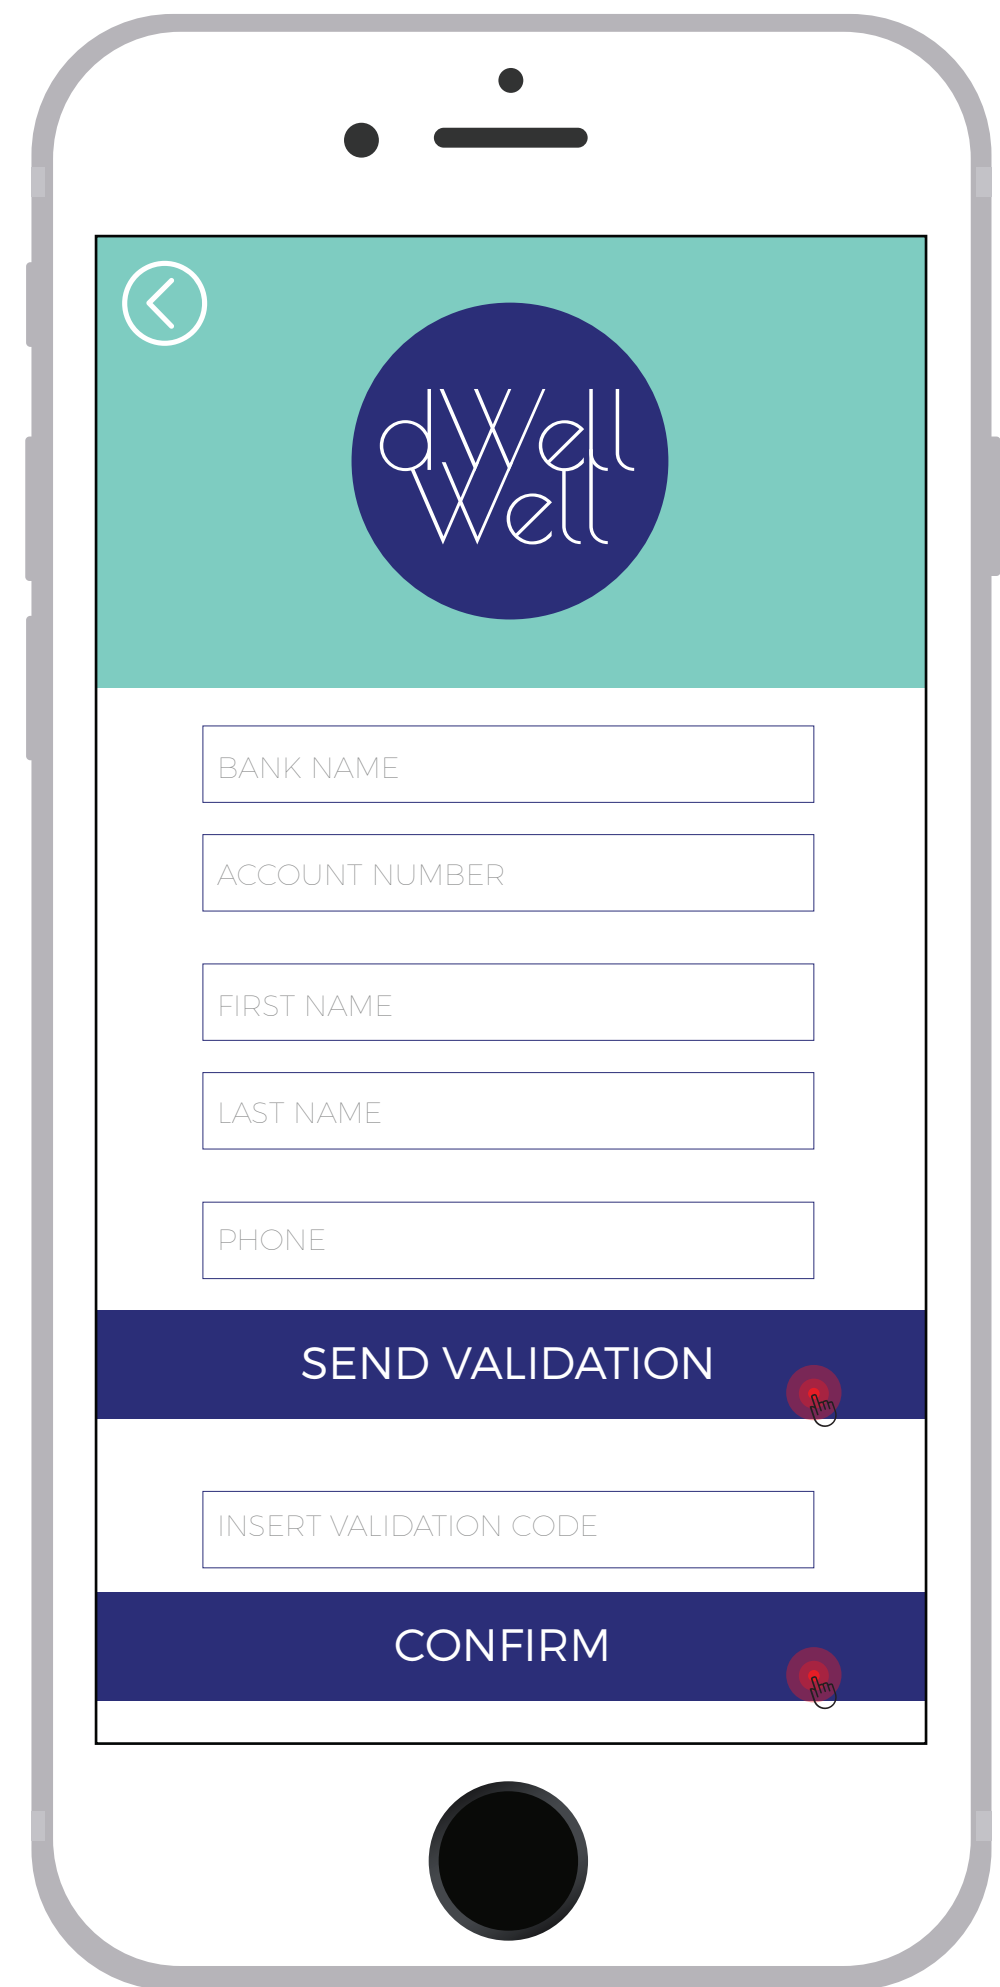 dWell
Well
BANK NAME
ACCOUNT NUMBER
FIRST NAME
LAST NAME
PHONE
SEND VALIDATION
INSERT VALIDATION CODE
CONFIRM